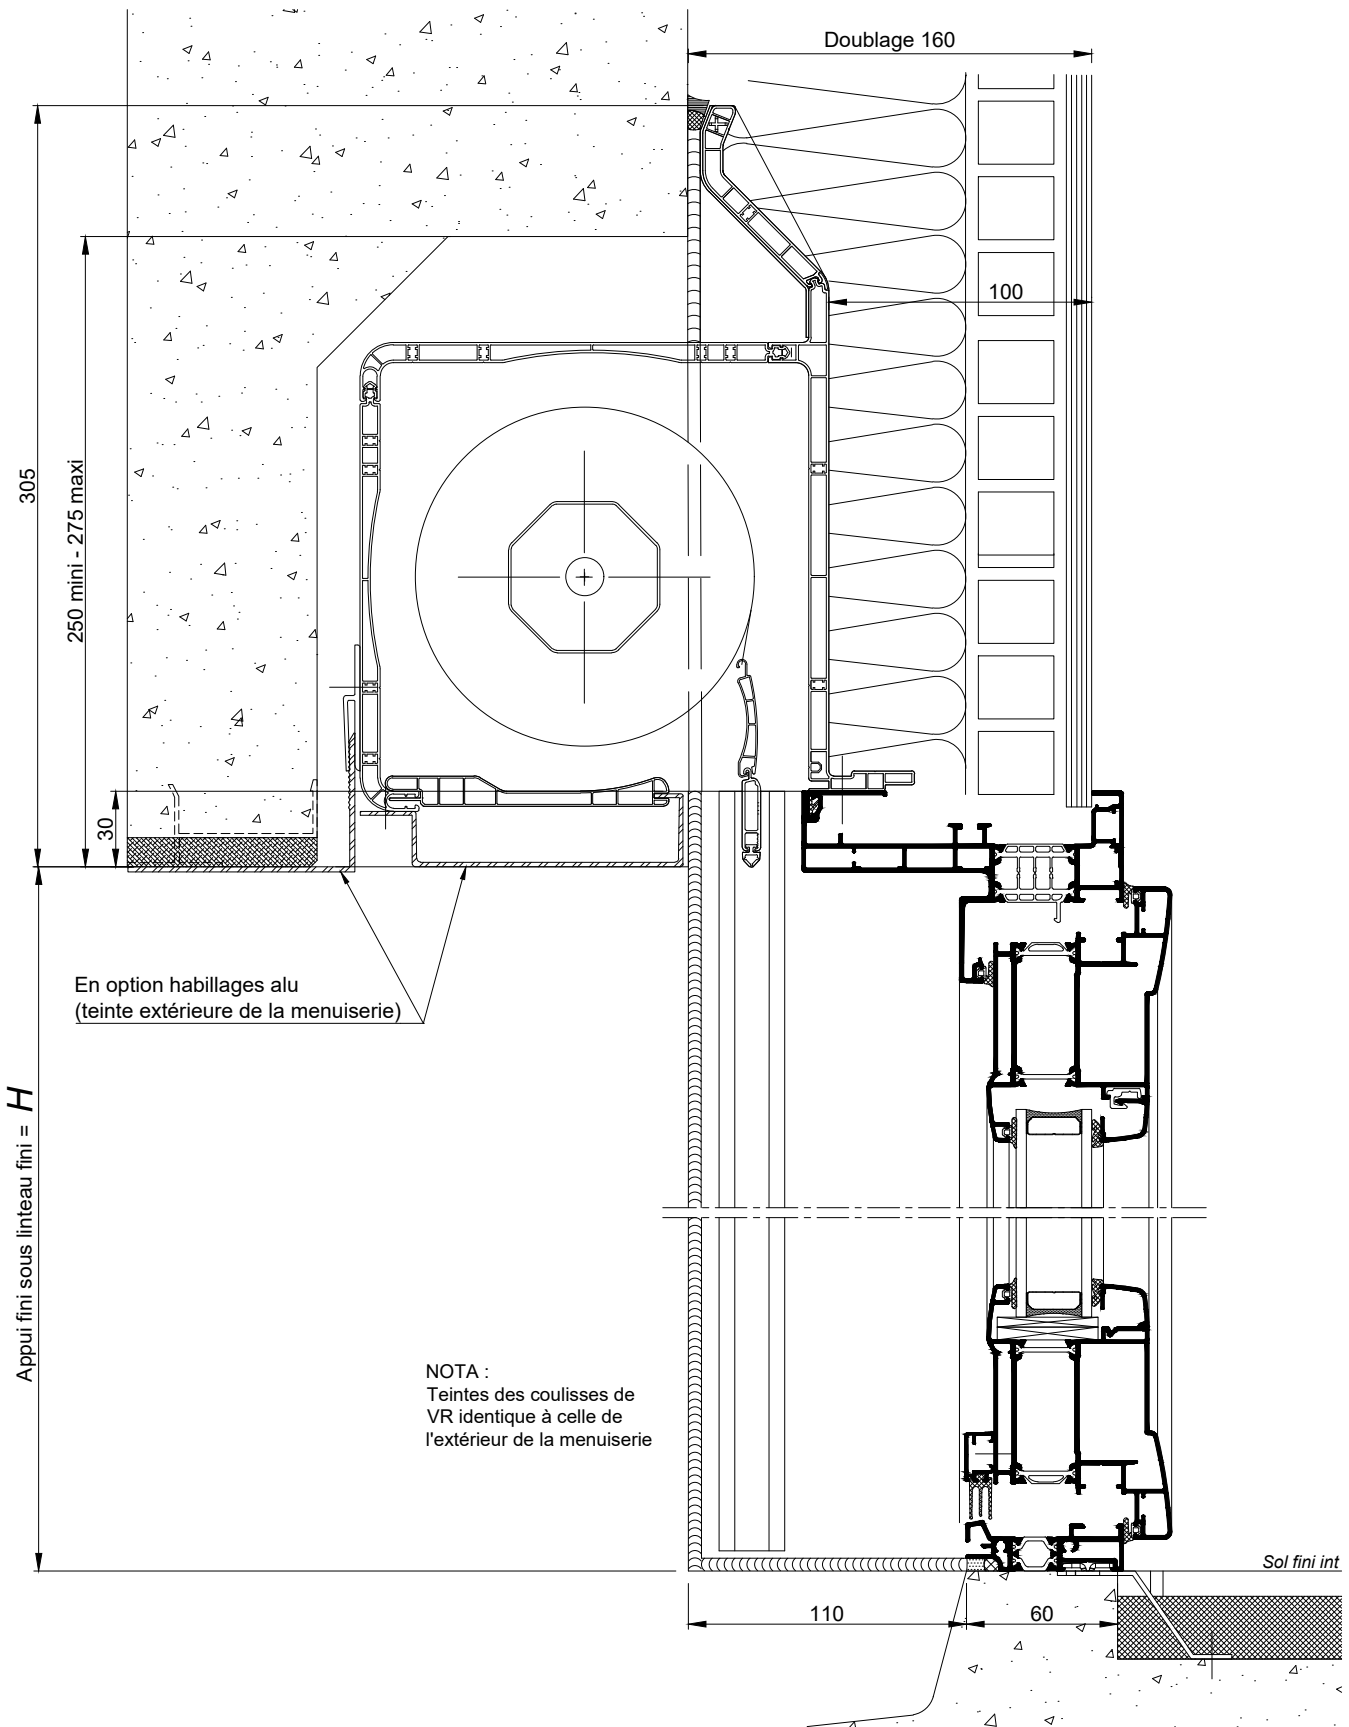 Doublage 160
100
305
250 mini - 275 maxi
30
En option habillages alu
(teinte extérieure de la menuiserie)
Appui fini sous linteau fini = H
NOTA :
Teintes des coulisses de
VR identique à celle de
l'extérieur de la menuiserie
Sol fini int
110
60